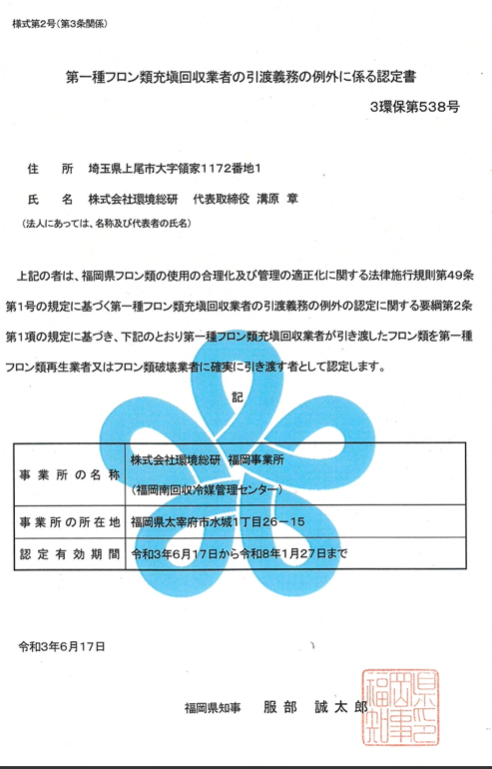 様式第2号(第3条関係)
第一種フロン類充塡回収業者の引渡義務の例外に係る認定書
3環保第538号
住　所　埼玉県上尾市大字領家1172番地1
氏　名　株式会社環境総研　代表取締役 溝原 章
(法人にあっては、名称及び代表者の氏名)
上記の者は、福岡県フロン類の使用の合理化及び管理の適正化に関する法律施行規則第49条
第1号の規定に基づく第一種フロン類充塡回収業者の引渡義務の例外の認定に関する要綱第2条
第1項の規定に基づき、下記のとおり第一種フロン類充塡回収業者が引き渡したフロン類を第一種
フロン類再生業者又はフロン類破壊業者に確実に引き渡す者として認定します。
記
事業所の名称　株式会社環境総研 福岡事業所
(福岡南回収冷媒管理センター)
事業所の所在地　福岡県太宰府市水城1丁目26-15
認定有効期間　令和3年6月17日から令和8年1月27日まで
令和3年6月17日
福岡県知事　服部　誠太郎
福岡県知事印